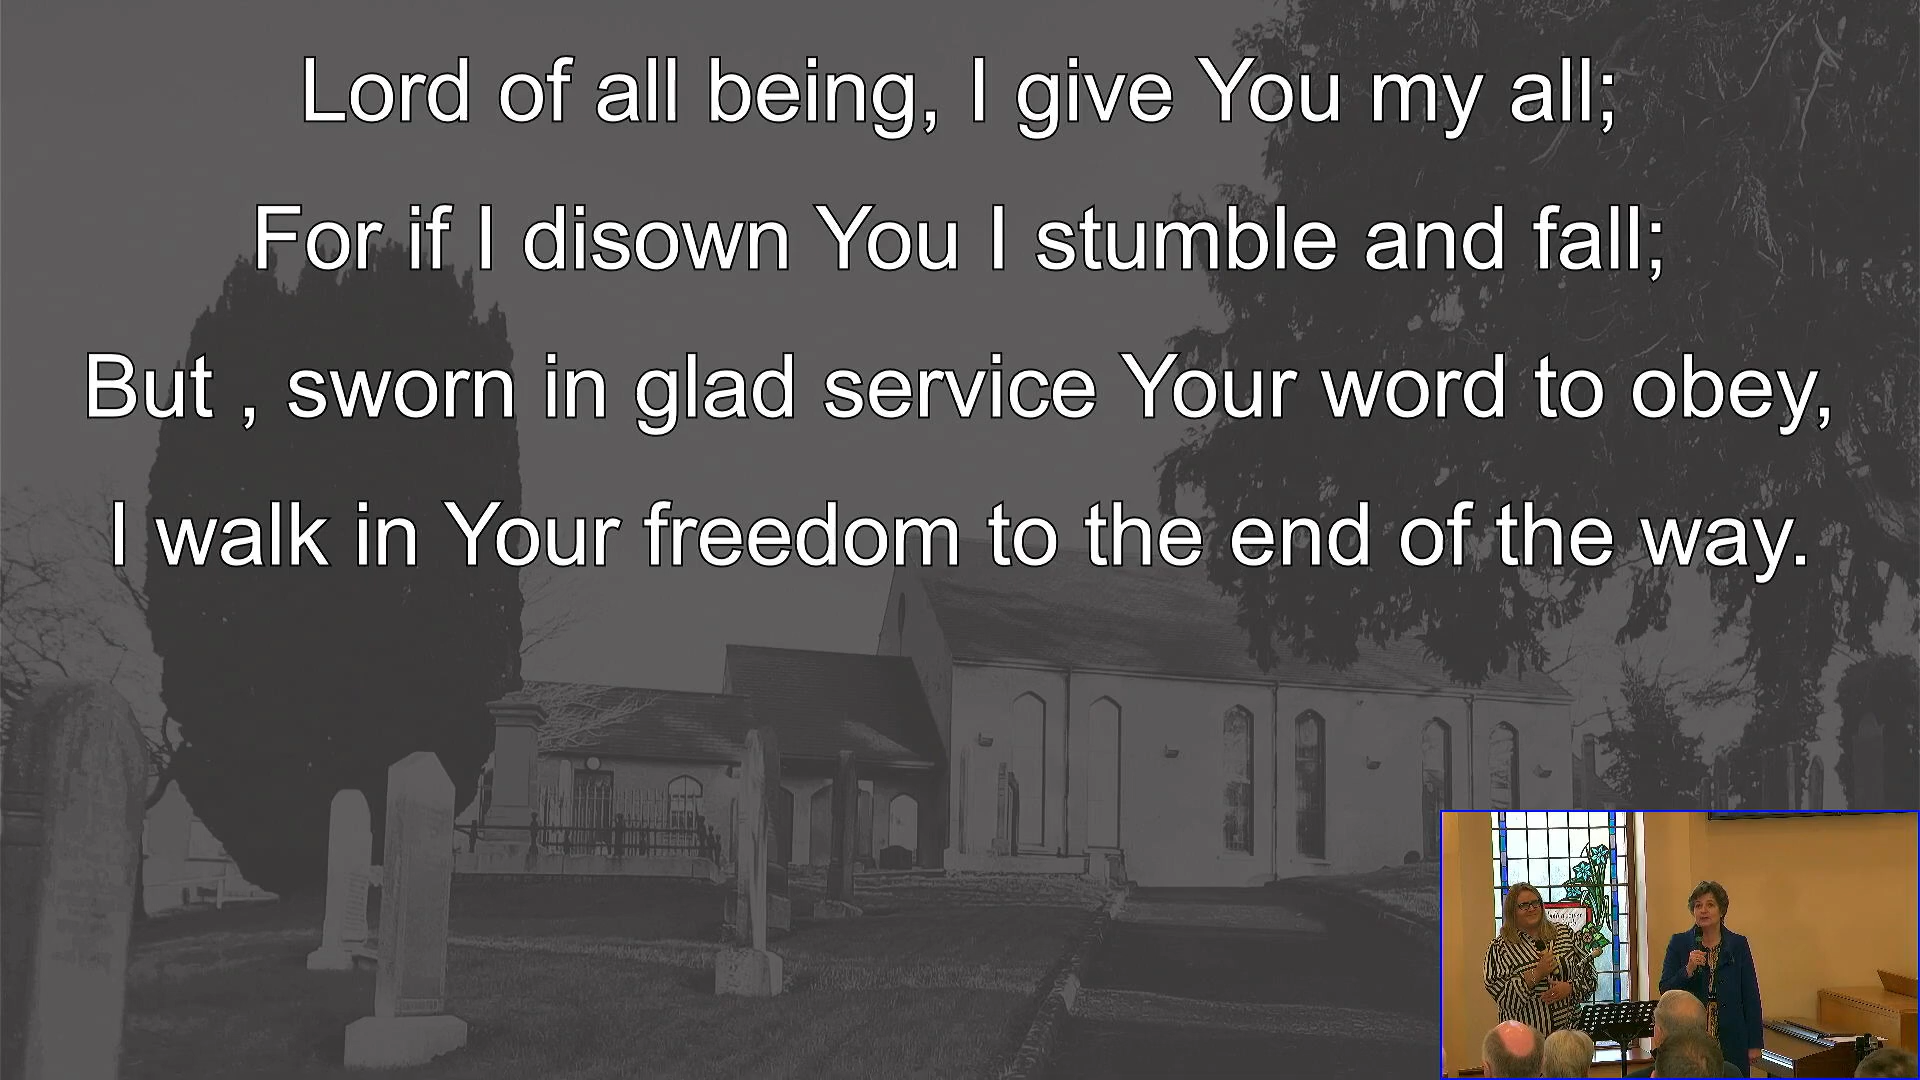 Lord of all being, I give You my all;
For if I disown You I stumble and fall;
But , sworn in glad service Your word to obey,
I walk in Your freedom to the end of the way.